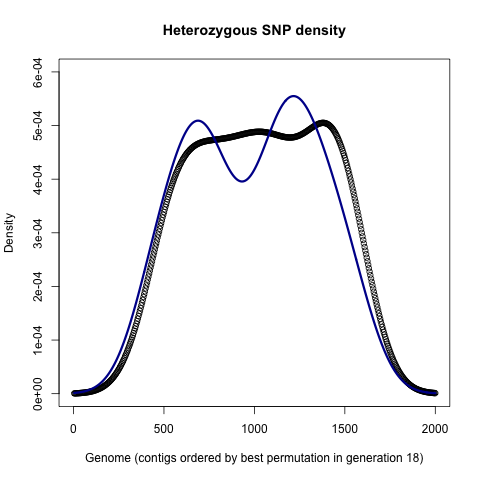 Heterozygous SNP density
6e-04
5e-04
4e-04
3e-04
2e-04
1e-04
0e+00
Density
0 500 1000 1500 2000
Genome (contigs ordered by best permutation in generation 18)